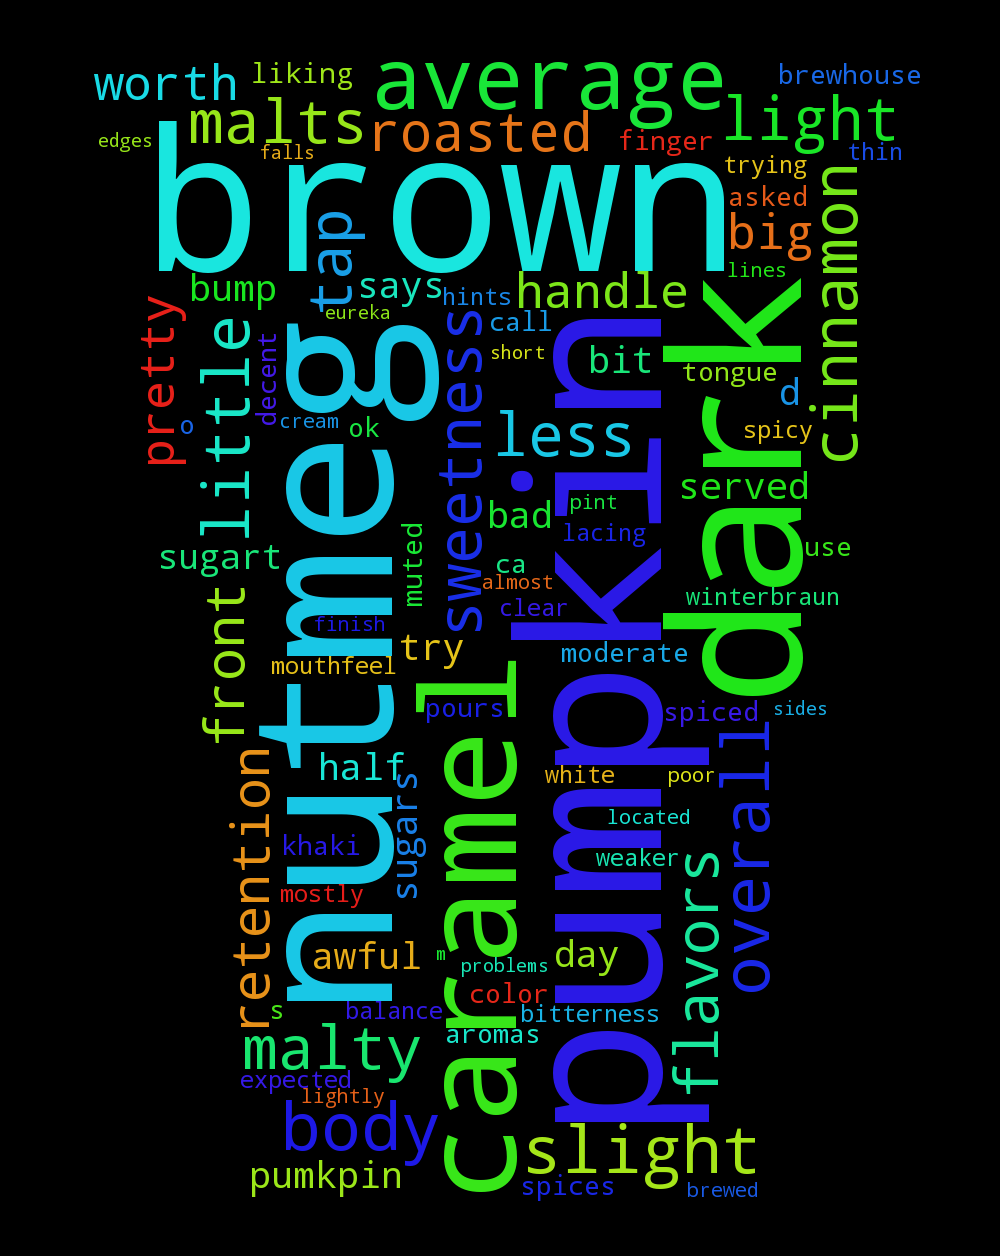 worth
liking
average
brewhouse
malts
roasted
light
edges
falls
finger
thin
brown
trying
asked
big
cinnamon
tap
lines
bump
says
hints
handle
eureka
pretty
little
decent
call
short
bit
tongue
d
cream
o
ok
less
spicy
nutmeg
sweetness
pumpkin
dark
served
bad
pint
lacing
use
sugart
muted
ca
almost
clear
winterbraun
front
finish
try
mouthfeel
moderate
caramel
pours
spiced
sides
half
sugars
white
poor
overall
retention
khaki
located
weaker
mostly
flavors
awful
m
problems
day
color
s
balance
bitterness
aromas
malty
expected
lightly
body
slight
pumkpin
spices
brewed